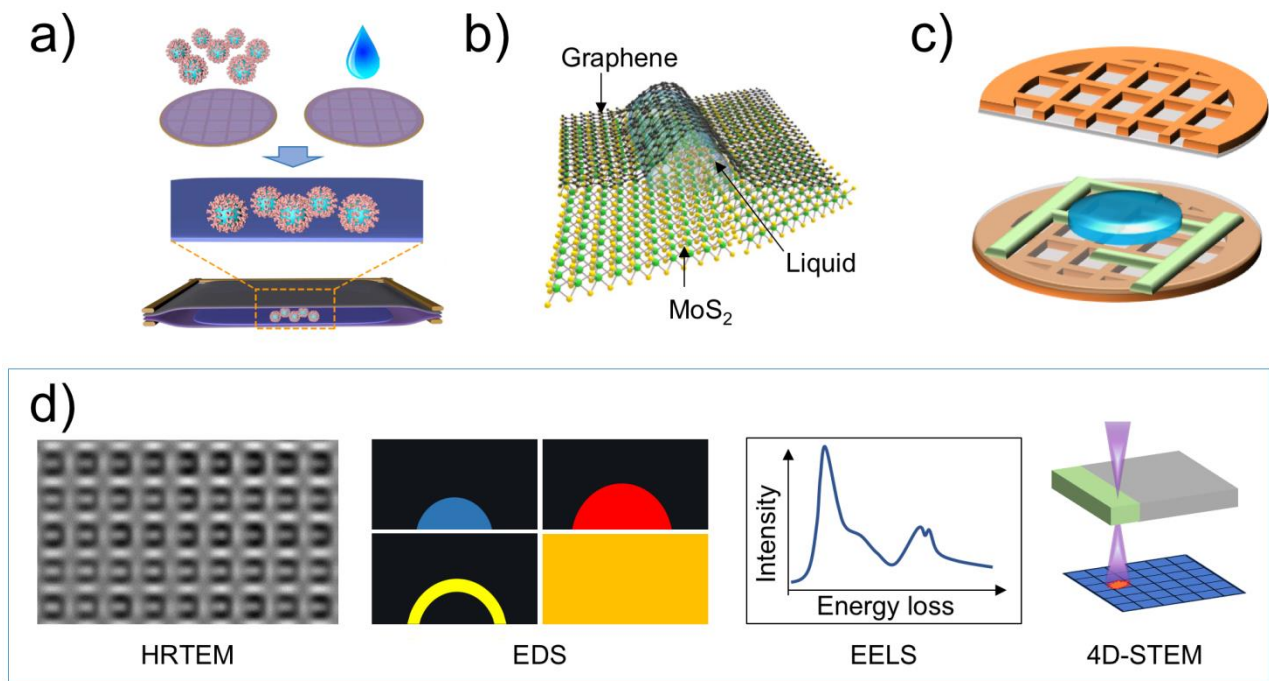 a)
b)
c)
Graphene
Liquid
MoS₂
d)
Intensity
Energy loss
HRTEM
EDS
EELS
4D-STEM